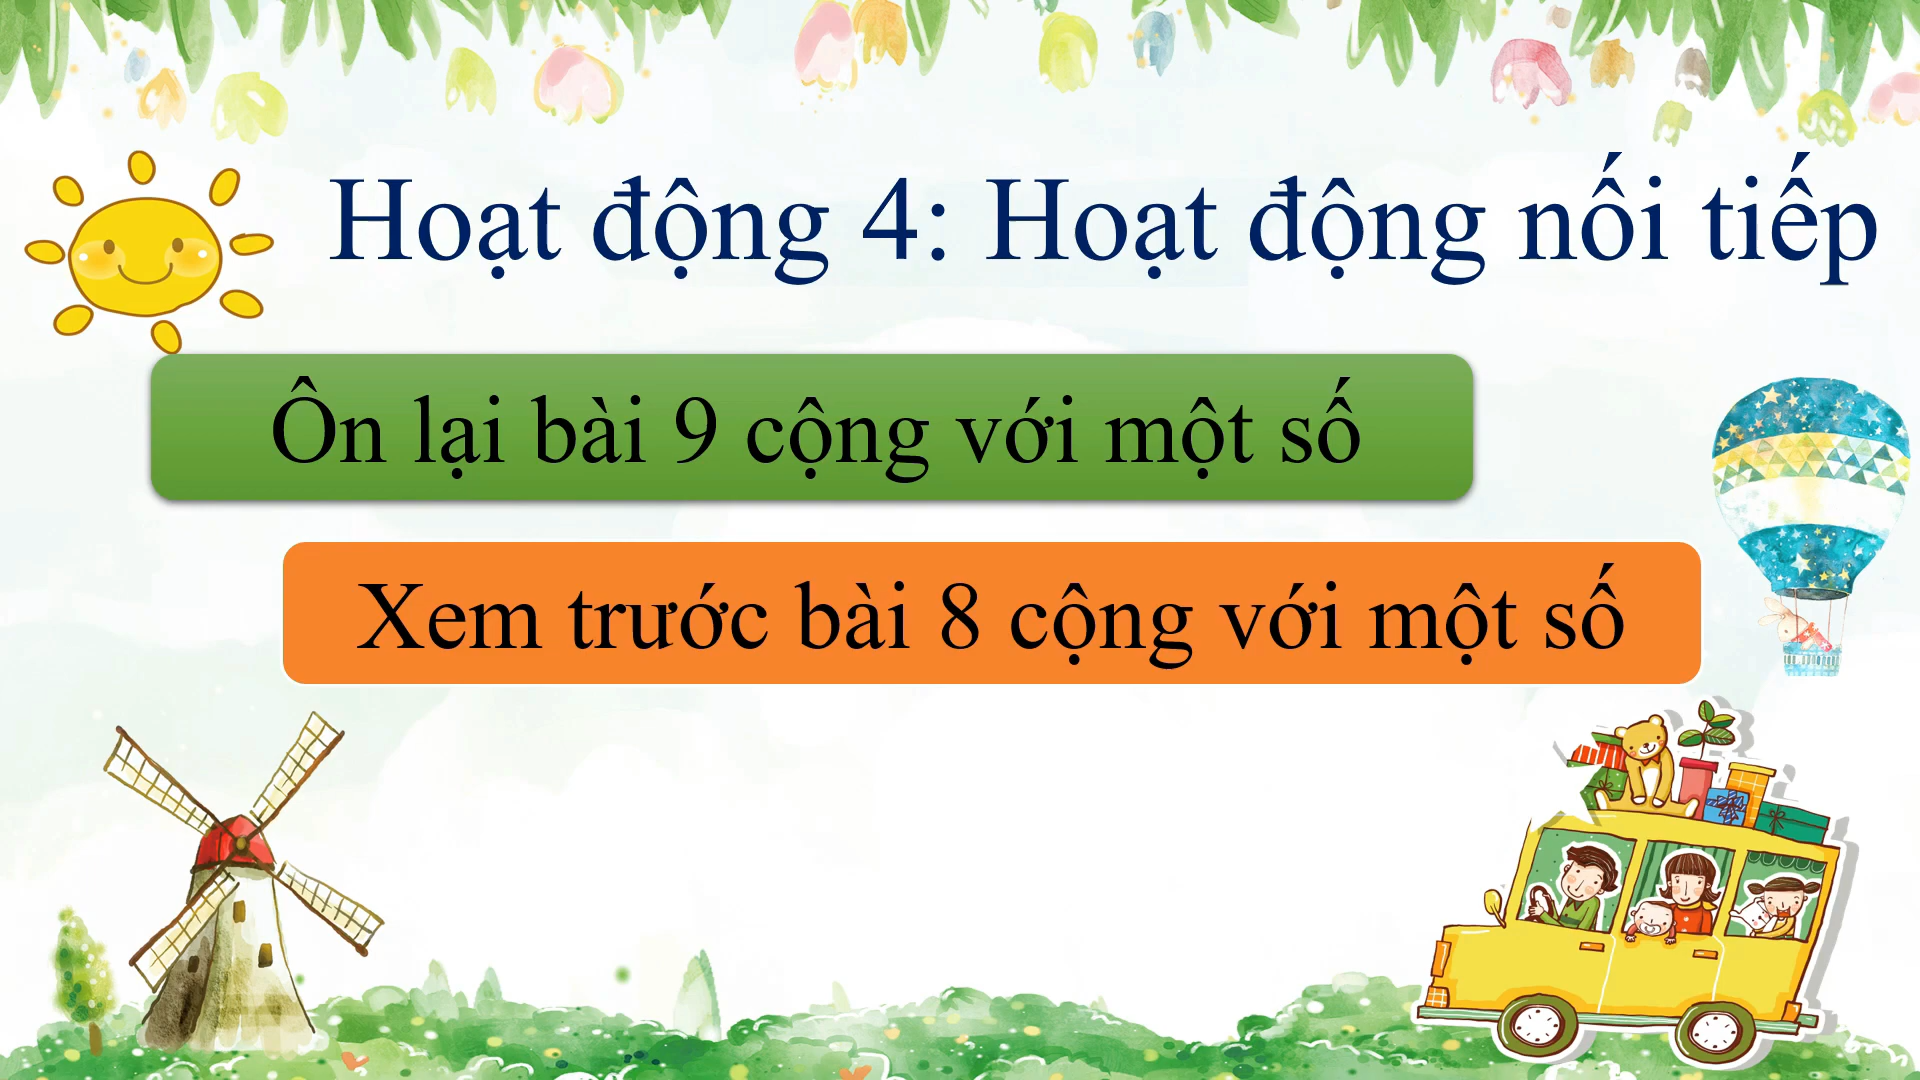 Hoạt động 4: Hoạt động nối tiếp
Ôn lại bài 9 cộng với một số
Xem trước bài 8 cộng với một số